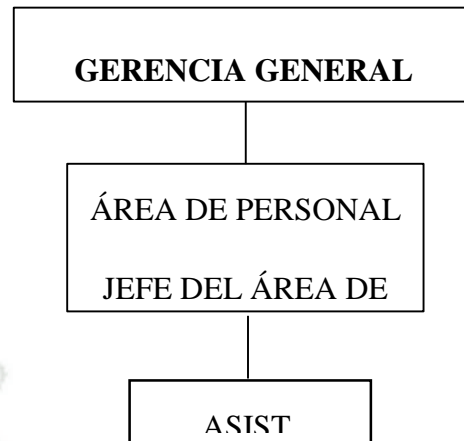 GERENCIA GENERAL
ÁREA DE PERSONAL
JEFE DEL ÁREA DE
ASIST